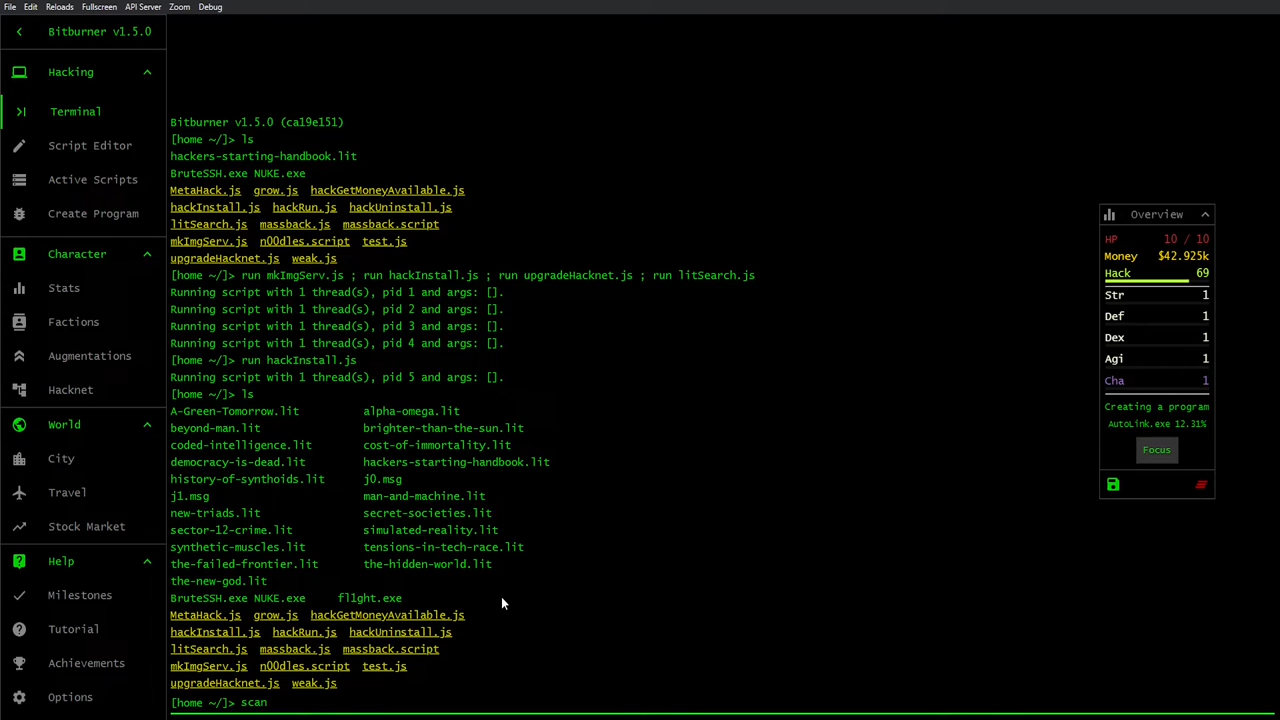 File Edit Reloads Fullscreen API Server Zoom Debug
Bitburner v1.5.0
Hacking
Terminal
Script Editor
Active Scripts
Create Program
Character
Stats
Factions
Augmentations
Hacknet
World
City
Travel
Stock Market
Help
Milestones
Tutorial
Achievements
Options
Bitburner v1.5.0 (ca19e151)
[home ~/]> ls
hackers-starting-handbook.lit
BruteSSH.exe NUKE.exe
MetaHack.js grow.js hackGetMoneyAvailable.js
hackInstall.js hackRun.js hackUninstall.js
litSearch.js massback.js massback.script
mkImgServ.js n00dles.script test.js
upgradeHacknet.js weak.js
[home ~/]> run mkImgServ.js ; run hackInstall.js ; run upgradeHacknet.js ; run litSearch.js
Running script with 1 thread(s), pid 1 and args: [].
Running script with 1 thread(s), pid 2 and args: [].
Running script with 1 thread(s), pid 3 and args: [].
Running script with 1 thread(s), pid 4 and args: [].
[home ~/]> run hackInstall.js
Running script with 1 thread(s), pid 5 and args: [].
[home ~/]> ls
A-Green-Tomorrow.lit alpha-omega.lit
beyond-man.lit brighter-than-the-sun.lit
coded-intelligence.lit cost-of-immortality.lit
democracy-is-dead.lit hackers-starting-handbook.lit
history-of-synthoids.lit j0.msg
j1.msg man-and-machine.lit
new-triads.lit secret-societies.lit
sector-12-crime.lit simulated-reality.lit
synthetic-muscles.lit tensions-in-tech-race.lit
the-failed-frontier.lit the-hidden-world.lit
the-new-god.lit
BruteSSH.exe NUKE.exe fl1ght.exe
MetaHack.js grow.js hackGetMoneyAvailable.js
hackInstall.js hackRun.js hackUninstall.js
litSearch.js massback.js massback.script
mkImgServ.js n00dles.script test.js
upgradeHacknet.js weak.js
[home ~/]> scan
Overview
HP 10 / 10
Money $42.925k
Hack 69
Str 1
Def 1
Dex 1
Agi 1
Cha 1
Creating a program
AutoLink.exe 12.31%
Focus